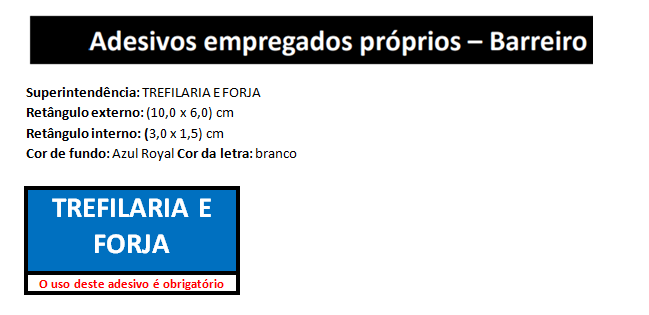 Adesivos empregados próprios – Barreiro
Superintendência: TREFILARIA E FORJA
Retângulo externo: (10,0 x 6,0) cm
Retângulo interno: (3,0 x 1,5) cm
Cor de fundo: Azul Royal Cor da letra: branco
TREFILARIA E
FORJA
O uso deste adesivo é obrigatório